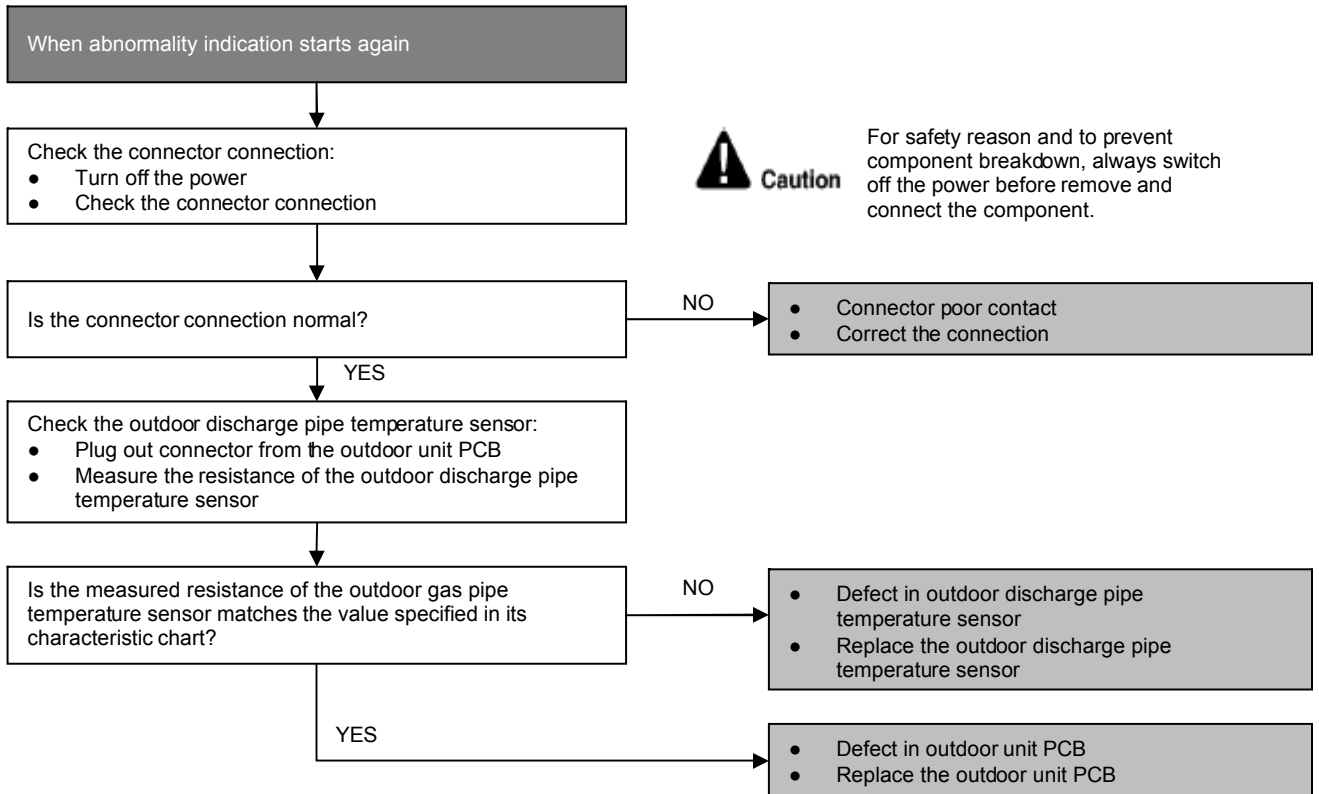 When abnormality indication starts again
Check the connector connection:
● Turn off the power
● Check the connector connection
Caution
For safety reason and to prevent
component breakdown, always switch
off the power before remove and
connect the component.
Is the connector connection normal?
NO
● Connector poor contact
● Correct the connection
YES
Check the outdoor discharge pipe temperature sensor:
● Plug out connector from the outdoor unit PCB
● Measure the resistance of the outdoor discharge pipe
temperature sensor
Is the measured resistance of the outdoor gas pipe
temperature sensor matches the value specified in its
characteristic chart?
NO
● Defect in outdoor discharge pipe
temperature sensor
● Replace the outdoor discharge pipe
temperature sensor
YES
● Defect in outdoor unit PCB
● Replace the outdoor unit PCB